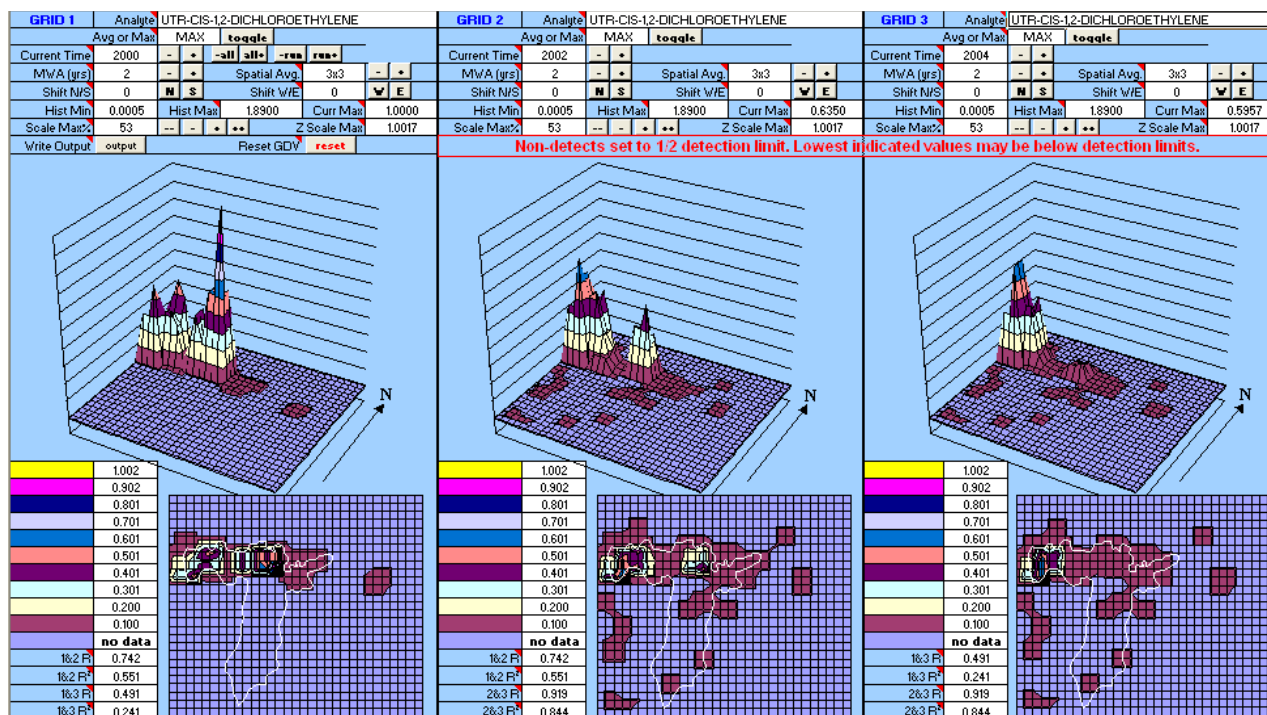 GRID 1 Analyte UTR-CIS-1,2-DICHLOROETHYLENE
Avg or Max MAX toggle
Current Time 2000 - + -all all+ -run run+
MWA (yrs) 2 - + Spatial Avg. 3x3 - +
Shift N/S 0 N S Shift W/E 0 W E
Hist Min 0.0005 Hist Max 1.8900 Curr Max 1.0000
Scale Max% 53 -- - + ++ Z Scale Max 1.0017
Write Output output Reset GDV reset
N
1.002
0.902
0.801
0.701
0.601
0.501
0.401
0.301
0.200
0.100
no data
1&2 R 0.742
1&2 R² 0.551
1&3 R 0.491
1&3 R² 0.241
GRID 2 Analyte UTR-CIS-1,2-DICHLOROETHYLENE
Avg or Max MAX toggle
Current Time 2002 - +
MWA (yrs) 2 - + Spatial Avg. 3x3 - +
Shift N/S 0 N S Shift W/E 0 W E
Hist Min 0.0005 Hist Max 1.8900 Curr Max 0.6350
Scale Max% 53 -- - + ++ Z Scale Max 1.0017
Non-detects set to 1/2 detection limit. Lowest indicated values may be below detection limits.
N
1.002
0.902
0.801
0.701
0.601
0.501
0.401
0.301
0.200
0.100
no data
1&2 R 0.742
1&2 R² 0.551
2&3 R 0.919
2&3 R² 0.844
GRID 3 Analyte UTR-CIS-1,2-DICHLOROETHYLENE
Avg or Max MAX toggle
Current Time 2004 - +
MWA (yrs) 2 - + Spatial Avg. 3x3 - +
Shift N/S 0 N S Shift W/E 0 W E
Hist Min 0.0005 Hist Max 1.8900 Curr Max 0.5957
Scale Max% 53 -- - + ++ Z Scale Max 1.0017
N
1.002
0.902
0.801
0.701
0.601
0.501
0.401
0.301
0.200
0.100
no data
1&3 R 0.491
1&3 R² 0.241
2&3 R 0.919
2&3 R² 0.844